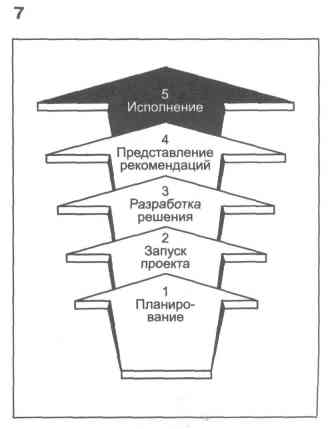 7
5
Исполнение
4
Представление
рекомендаций
3
Разработка
решения
2
Запуск
проекта
1
Планиро-
вание